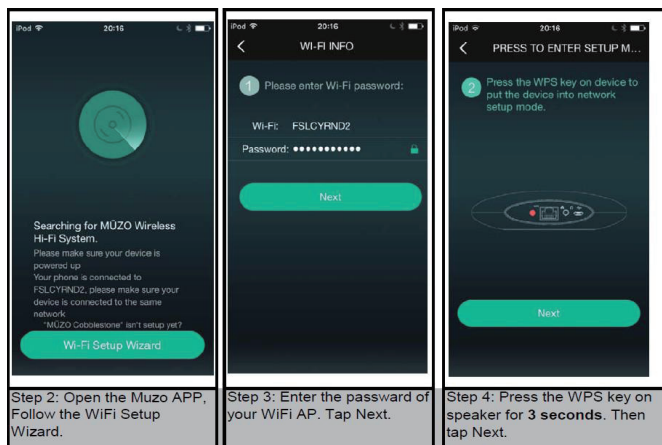 iPod
20:16
Searching for MŪZO Wireless
Hi-Fi System.
Please make sure your device is
powered up
Your phone is connected to
FSLCYRND2, please make sure your
device is connected to the same
network
"MŪZO Cobblestone" isn't setup yet?
Wi-Fi Setup Wizard
Step 2: Open the Muzo APP,
Follow the WiFi Setup
Wizard.
iPod
20:16
WI-FI INFO
1 Please enter Wi-Fi password:
Wi-Fi: FSLCYRND2
Password: •••••••••••
Next
Step 3: Enter the passward of
your WiFi AP. Tap Next.
iPod
20:16
PRESS TO ENTER SETUP M...
2 Press the WPS key on device to
put the device into network
setup mode.
Next
Step 4: Press the WPS key on
speaker for 3 seconds. Then
tap Next.